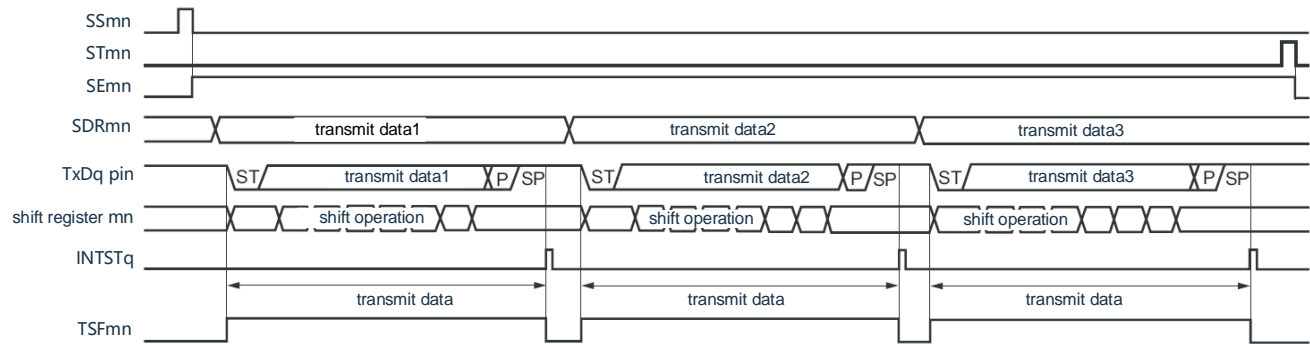 SSmn
STmn
SEmn
SDRmn transmit data1 transmit data2 transmit data3
TxDq pin ST transmit data1 P SP ST transmit data2 P SP ST transmit data3 P SP
shift register mn shift operation shift operation shift operation
INTSTq
transmit data transmit data transmit data
TSFmn